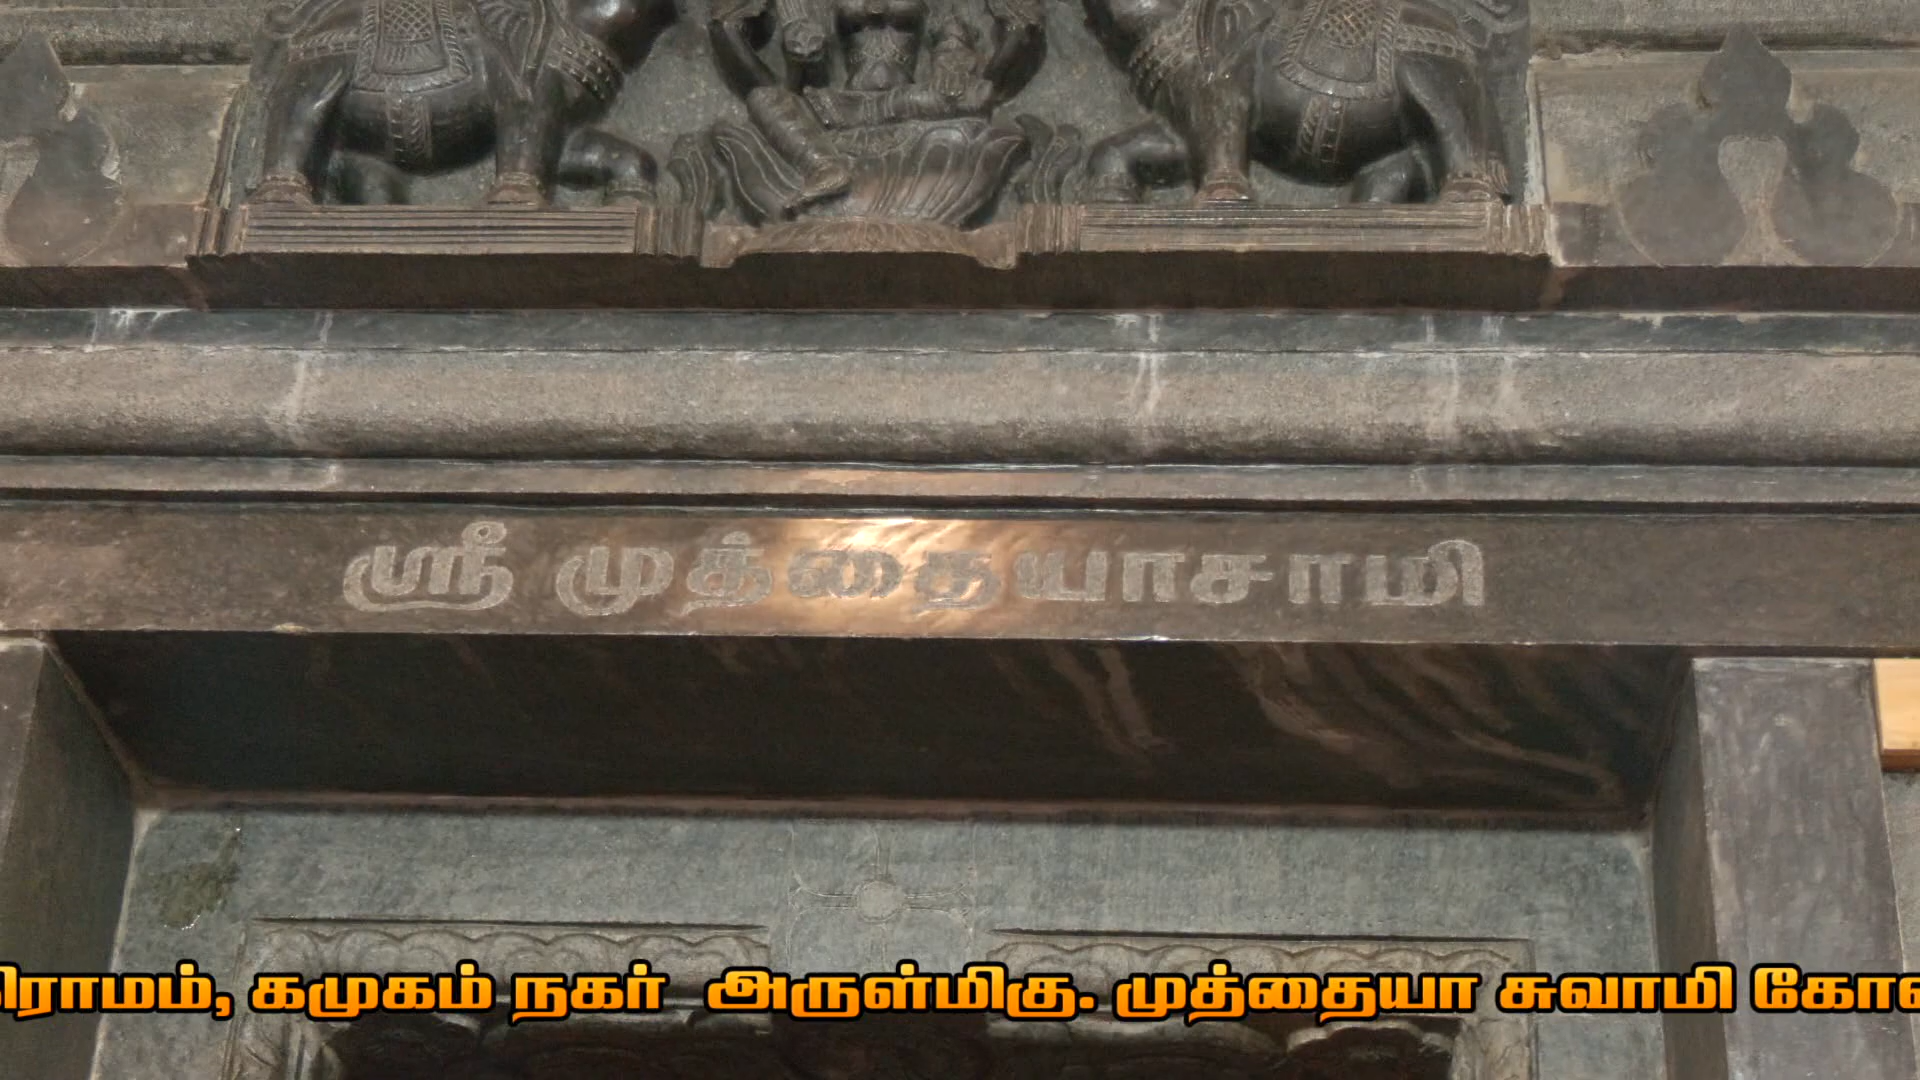 ஸ்ரீ முத்தையாசாமி
கிராமம், கமுகம் நகர் அருள்மிகு. முத்தையா சுவாமி